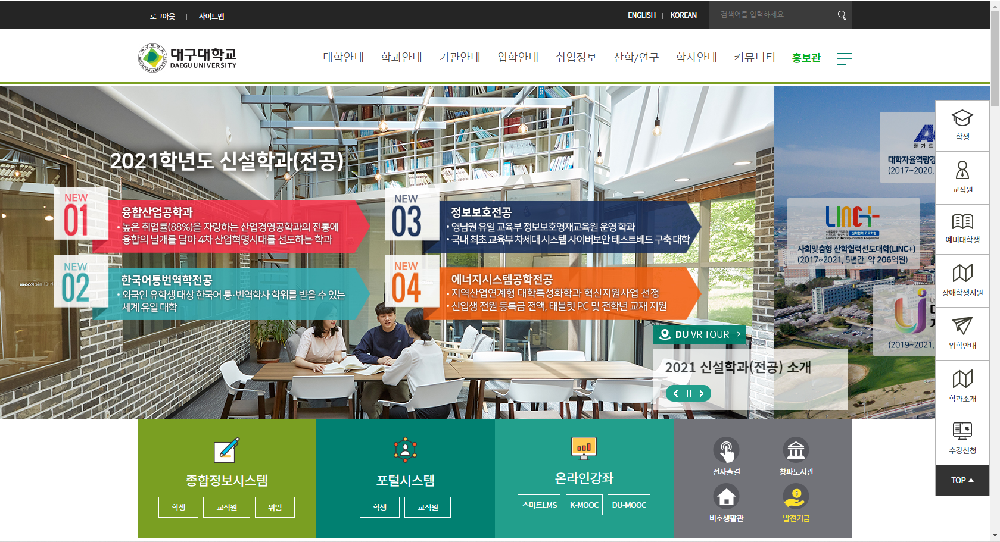 로그아웃 | 사이트맵
ENGLISH | KOREAN
검색어를 입력하세요.
대구대학교
DAEGU UNIVERSITY
대학안내 학과안내 기관안내 입학안내 취업정보 산학/연구 학사안내 커뮤니티 홍보관
2021학년도 신설학과(전공)
NEW
01
융합산업공학과
• 높은 취업률(88%)을 자랑하는 산업경영공학과의 전통에
융합의 날개를 달아 4차 산업혁명시대를 선도하는 학과
NEW
02
한국어통번역학전공
• 외국인 유학생 대상 한국어 통·번역학사 학위를 받을 수 있는
세계 유일 대학
NEW
03
정보보호전공
• 영남권 유일 교육부 정보보호영재교육원 운영 학과
• 국내 최초 교육부 차세대 시스템 사이버보안 테스트베드 구축 대학
NEW
04
에너지시스템공학전공
• 지역산업연계형 대학특성화학과 혁신지원사업 선정
• 신입생 전원 등록금 전액, 태블릿 PC 및 전학년 교재 지원
DU VR TOUR →
2021 신설학과(전공) 소개
잘 가 르
대학자율역량강
(2017~2020,
LINC+
산학협력 고도화형
Leaders in INdustry-university Cooperation
사회맞춤형 산학협력선도대학(LINC+)
(2017~2021, 5년간, 약 206억원)
(2019~2021,
학생
교직원
예비대학생
장애학생지원
입학안내
학과소개
수강신청
TOP
종합정보시스템
학생 교직원 위임
포털시스템
학생 교직원
온라인강좌
스마트LMS K-MOOC DU-MOOC
전자출결 창파도서관
비호생활관 발전기금